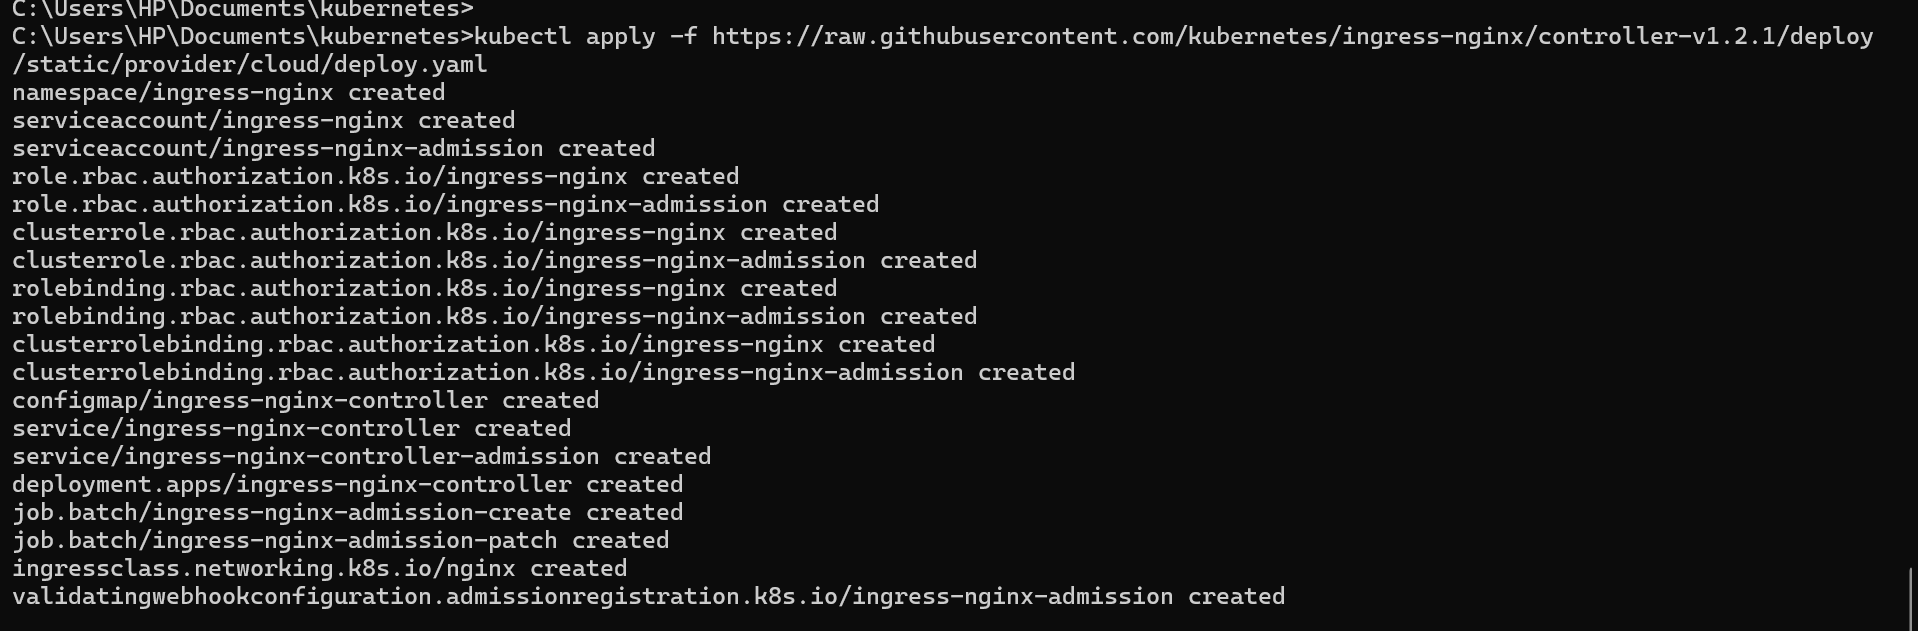 C:\Users\HP\Documents\kubernetes>
C:\Users\HP\Documents\kubernetes>kubectl apply -f https://raw.githubusercontent.com/kubernetes/ingress-nginx/controller-v1.2.1/deploy
/static/provider/cloud/deploy.yaml
namespace/ingress-nginx created
serviceaccount/ingress-nginx created
serviceaccount/ingress-nginx-admission created
role.rbac.authorization.k8s.io/ingress-nginx created
role.rbac.authorization.k8s.io/ingress-nginx-admission created
clusterrole.rbac.authorization.k8s.io/ingress-nginx created
clusterrole.rbac.authorization.k8s.io/ingress-nginx-admission created
rolebinding.rbac.authorization.k8s.io/ingress-nginx created
rolebinding.rbac.authorization.k8s.io/ingress-nginx-admission created
clusterrolebinding.rbac.authorization.k8s.io/ingress-nginx created
clusterrolebinding.rbac.authorization.k8s.io/ingress-nginx-admission created
configmap/ingress-nginx-controller created
service/ingress-nginx-controller created
service/ingress-nginx-controller-admission created
deployment.apps/ingress-nginx-controller created
job.batch/ingress-nginx-admission-create created
job.batch/ingress-nginx-admission-patch created
ingressclass.networking.k8s.io/nginx created
validatingwebhookconfiguration.admissionregistration.k8s.io/ingress-nginx-admission created